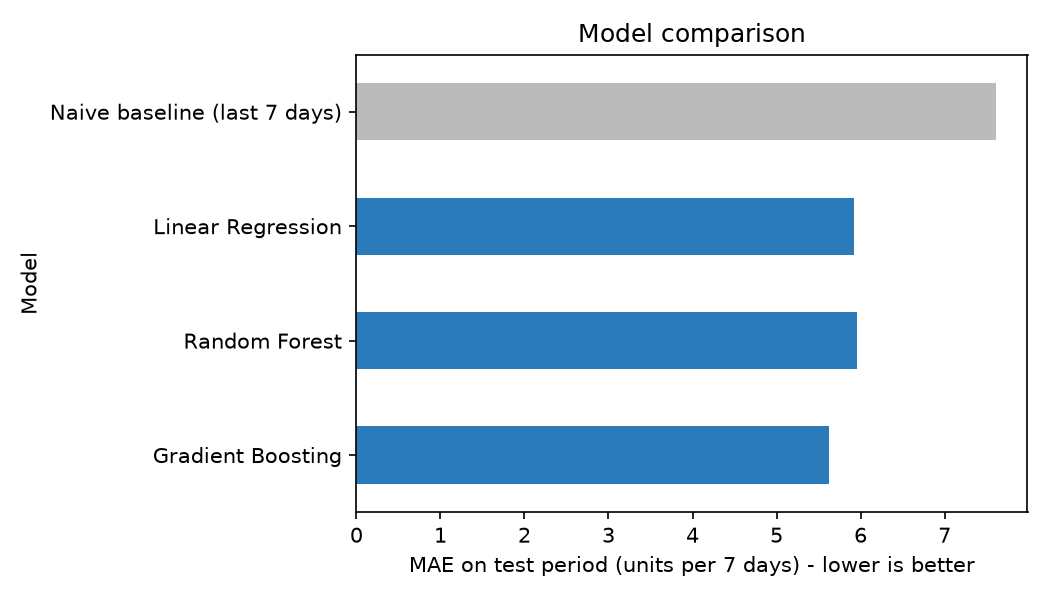 Model comparison
Naive baseline (last 7 days)
Linear Regression
Random Forest
Gradient Boosting
Model
0 1 2 3 4 5 6 7
MAE on test period (units per 7 days) - lower is better